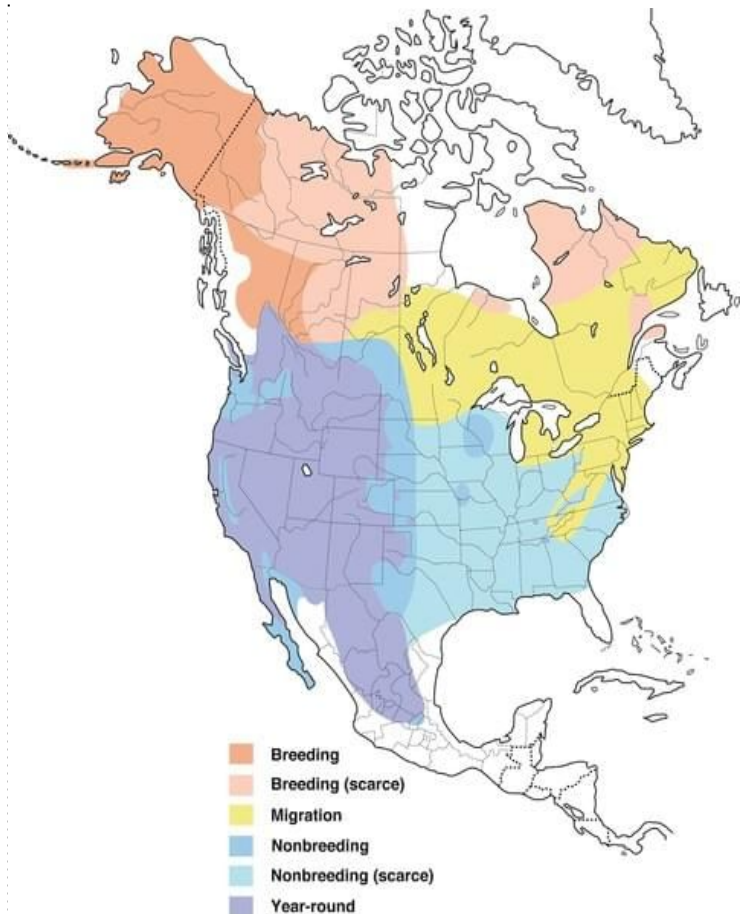 Breeding
Breeding (scarce)
Migration
Nonbreeding
Nonbreeding (scarce)
Year-round